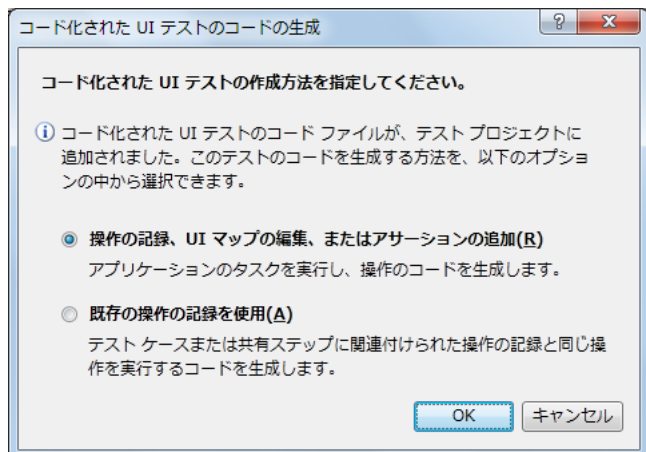 コード化された UI テストのコードの生成
コード化された UI テストの作成方法を指定してください。
コード化された UI テストのコード ファイルが、テスト プロジェクトに
追加されました。このテストのコードを生成する方法を、以下のオプショ
ンの中から選択できます。
操作の記録、UI マップの編集、またはアサーションの追加(R)
アプリケーションのタスクを実行し、操作のコードを生成します。
既存の操作の記録を使用(A)
テスト ケースまたは共有ステップに関連付けられた操作の記録と同じ操
作を実行するコードを生成します。
OK
キャンセル